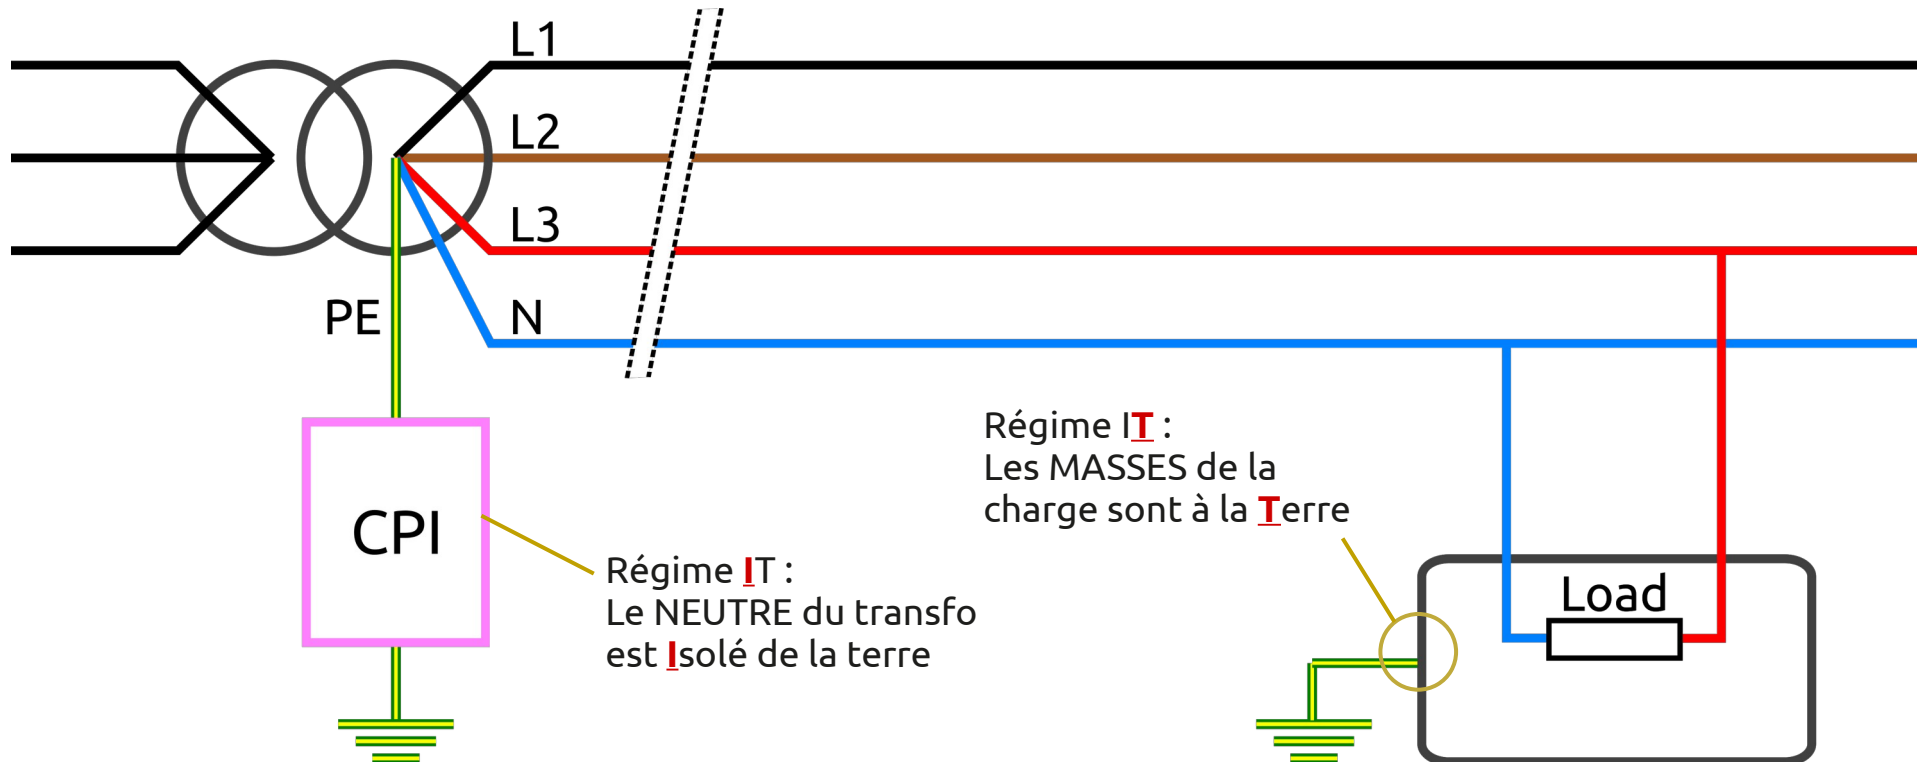 L1
L2
L3
PE
N
CPI
Régime IT :
Le NEUTRE du transfo
est Isolé de la terre
Régime IT :
Les MASSES de la
charge sont à la Terre
Load